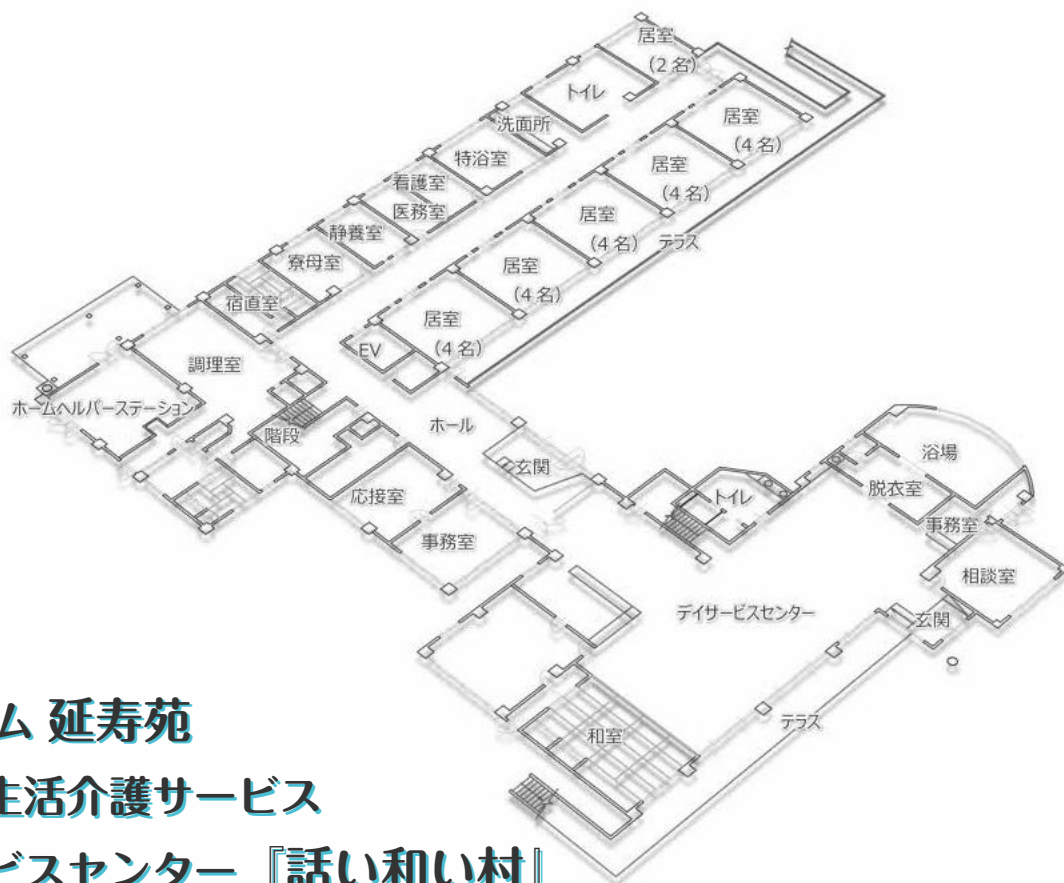 居室
(2名)
トイレ
居室
(4名)
洗面所
特浴室
居室
(4名)
看護室
医務室
居室
(4名)
テラス
静養室
寮母室
居室
(4名)
宿直室
居室
(4名)
EV
調理室
ホームヘルパーステーション
ホール
階段
玄関
浴場
応接室
トイレ
脱衣室
事務室
事務室
相談室
デイサービスセンター
玄関
テラス
和室
ム 延寿苑
生活介護サービス
ビスセンター『話い和い村』